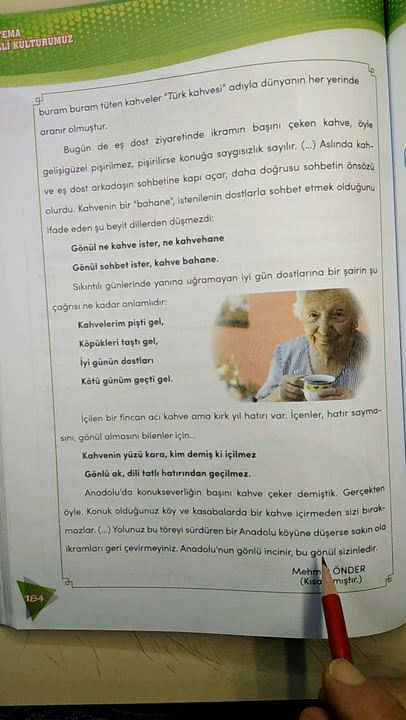 EMA
Lİ KÜLTÜRÜMÜZ
buram buram tüten kahveler "Türk kahvesi" adıyla dünyanın her yerinde
aranır olmuştur.
Bugün de eş dost ziyaretinde ikramın başını çeken kahve, öyle
gelişigüzel pişirilmez, pişirilirse konuğa saygısızlık sayılır. (...) Aslında kah-
ve eş dost arkadaşın sohbetine kapı açar, daha doğrusu sohbetin önsözü
olurdu. Kahvenin bir "bahane", istenilenin dostlarla sohbet etmek olduğunu
ifade eden şu beyit dillerden düşmezdi:
Gönül ne kahve ister, ne kahvehane
Gönül sohbet ister, kahve bahane.
Sıkıntılı günlerinde yanına uğramayan iyi gün dostlarına bir şairin şu
çağrısı ne kadar anlamlıdır:
Kahvelerim pişti gel,
Köpükleri taştı gel,
İyi günün dostları
Kötü günüm geçti gel.
İçilen bir fincan acı kahve ama kırk yıl hatırı var. İçenler, hatır sayma-
sını, gönül almasını bilenler için...
Kahvenin yüzü kara, kim demiş ki içilmez
Gönlü ak, dili tatlı hatırından geçilmez.
Anadolu'da konukseverliğin başını kahve çeker demiştik. Gerçekten
öyle. Konuk olduğunuz köy ve kasabalarda bir kahve içirmeden sizi bırak-
mazlar. (...) Yolunuz bu töreyi sürdüren bir Anadolu köyüne düşerse sakın ola
ikramları geri çevirmeyiniz. Anadolu'nun gönlü incinir, bu gönül sizinledir.
Mehm ÖNDER
(Kısa mıştır.)
184